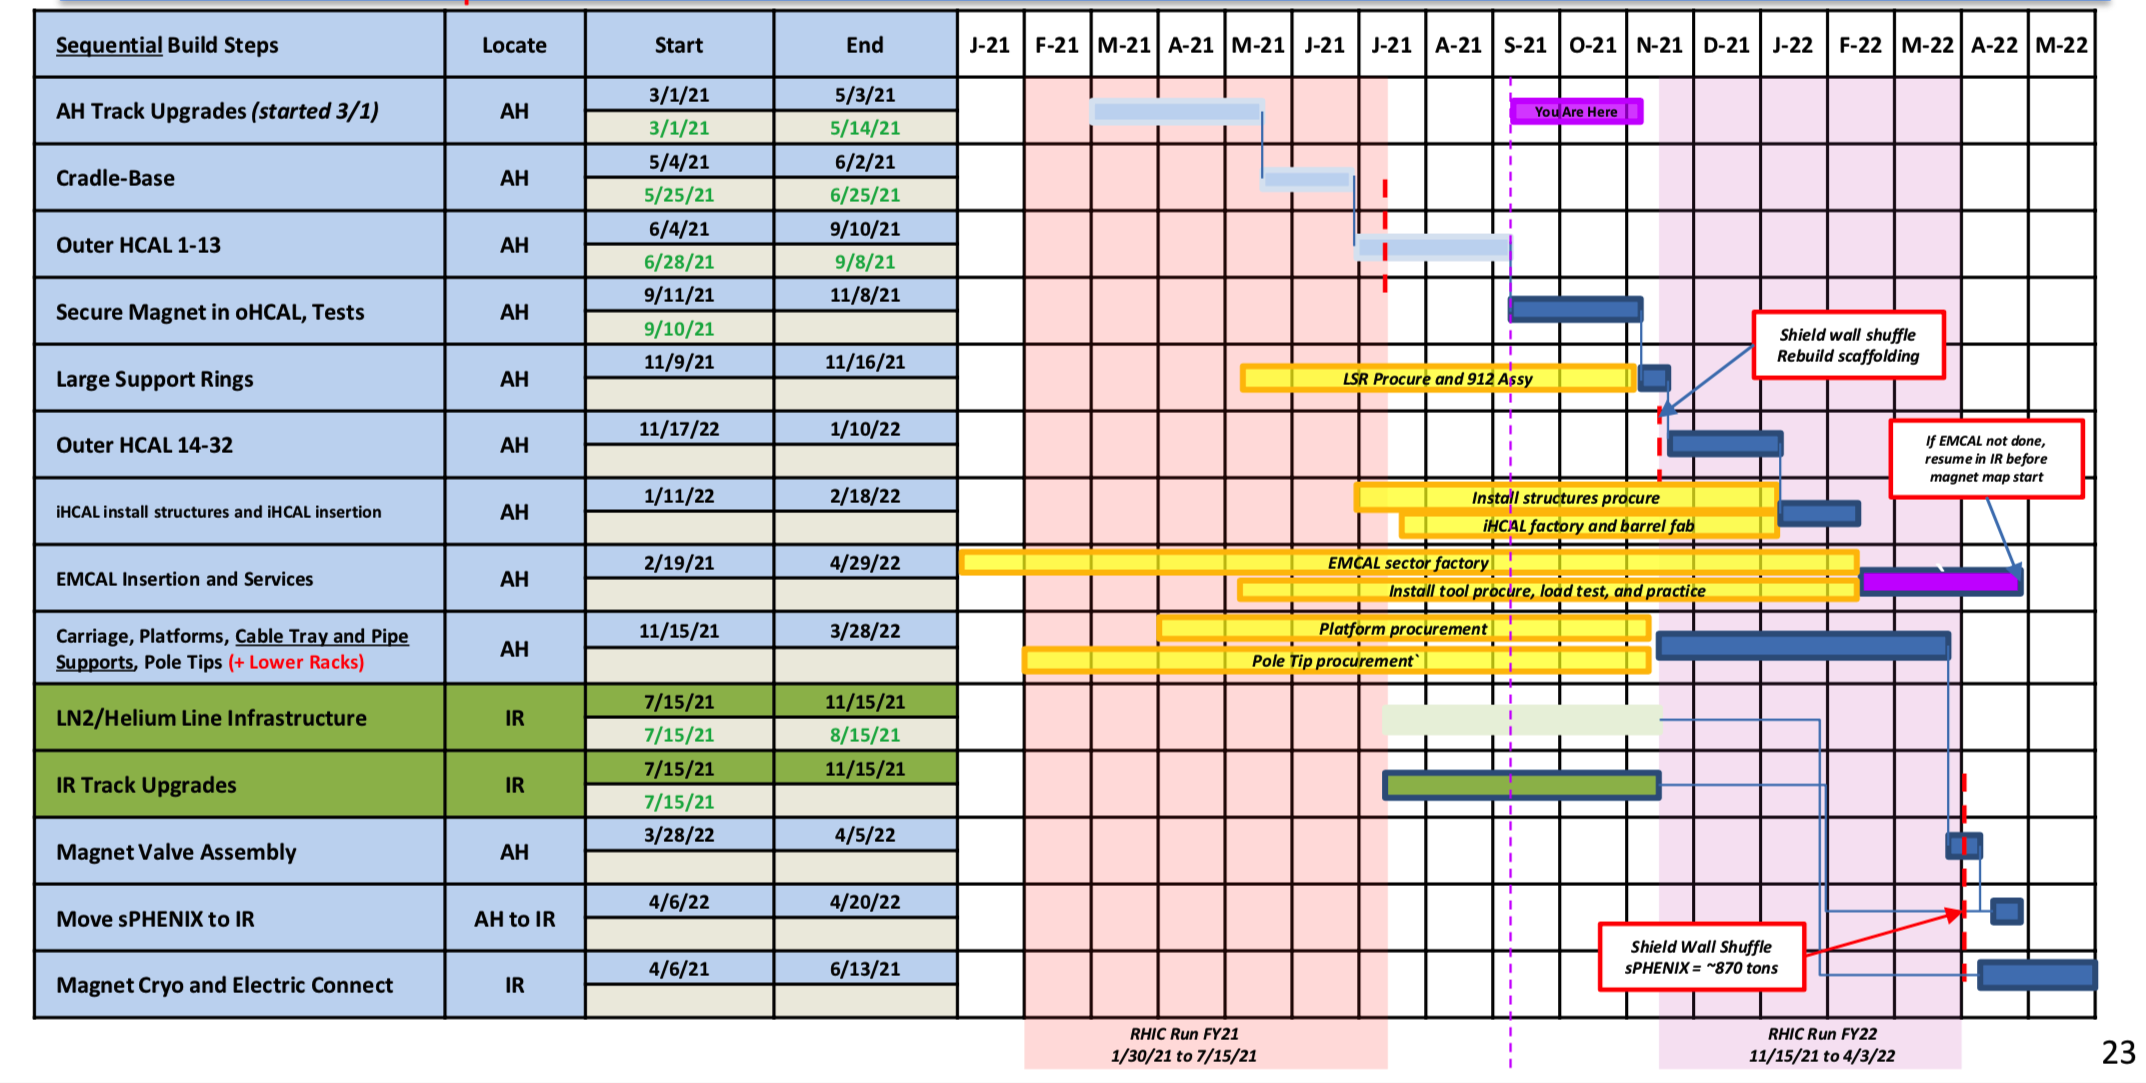 Sequential Build Steps Locate Start End J-21 F-21 M-21 A-21 M-21 J-21 J-21 A-21 S-21 O-21 N-21 D-21 J-22 F-22 M-22 A-22 M-22
AH Track Upgrades (started 3/1) AH 3/1/21 5/3/21
3/1/21 5/14/21
You Are Here
Cradle-Base AH 5/4/21 6/2/21
5/25/21 6/25/21
Outer HCAL 1-13 AH 6/4/21 9/10/21
6/28/21 9/8/21
Secure Magnet in oHCAL, Tests AH 9/11/21 11/8/21
9/10/21
Shield wall shuffle
Rebuild scaffolding
Large Support Rings AH 11/9/21 11/16/21
LSR Procure and 912 Assy
Outer HCAL 14-32 AH 11/17/22 1/10/22
If EMCAL not done,
resume in IR before
magnet map start
iHCAL install structures and iHCAL insertion AH 1/11/22 2/18/22
Install structures procure
iHCAL factory and barrel fab
EMCAL Insertion and Services AH 2/19/21 4/29/22
EMCAL sector factory
Install tool procure, load test, and practice
Carriage, Platforms, Cable Tray and Pipe
Supports, Pole Tips (+ Lower Racks) AH 11/15/21 3/28/22
Platform procurement
Pole Tip procurement`
LN2/Helium Line Infrastructure IR 7/15/21 11/15/21
7/15/21 8/15/21
IR Track Upgrades IR 7/15/21 11/15/21
7/15/21
Magnet Valve Assembly AH 3/28/22 4/5/22
Move sPHENIX to IR AH to IR 4/6/22 4/20/22
Shield Wall Shuffle
sPHENIX = ~870 tons
Magnet Cryo and Electric Connect IR 4/6/21 6/13/21
RHIC Run FY21
1/30/21 to 7/15/21
RHIC Run FY22
11/15/21 to 4/3/22
23